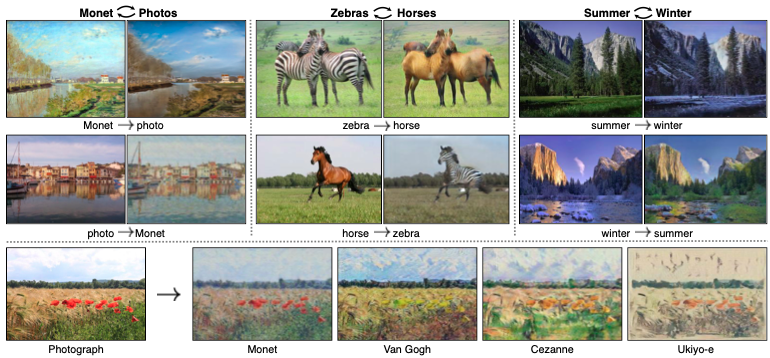 Monet Photos
Zebras Horses
Summer Winter
Monet → photo
zebra → horse
summer → winter
photo → Monet
horse → zebra
winter → summer
Photograph
Monet
Van Gogh
Cezanne
Ukiyo-e